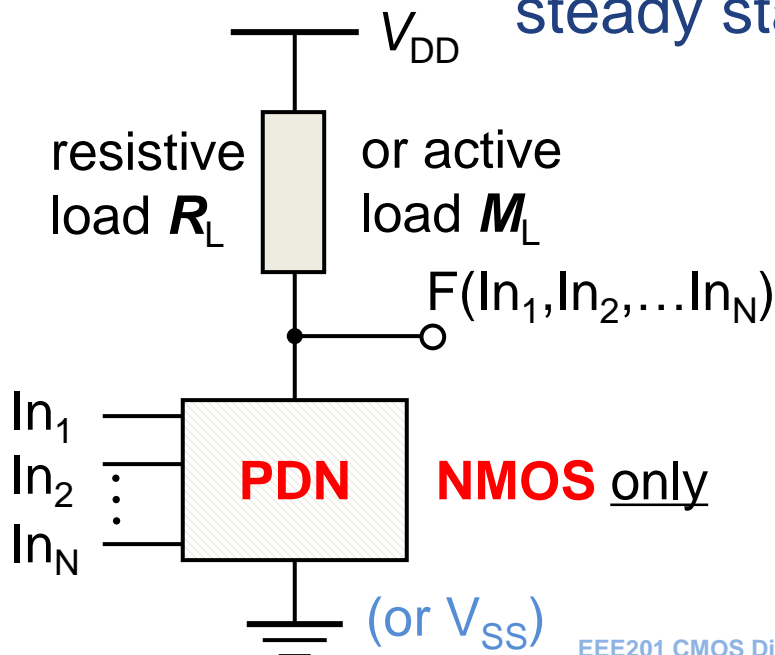 steady sta
V_DD
resistive load R_L
or active load M_L
F(In_1,In_2,…In_N)
In_1
In_2
⋮
In_N
PDN
NMOS only
(or V_SS)
EEE201 CMOS Di